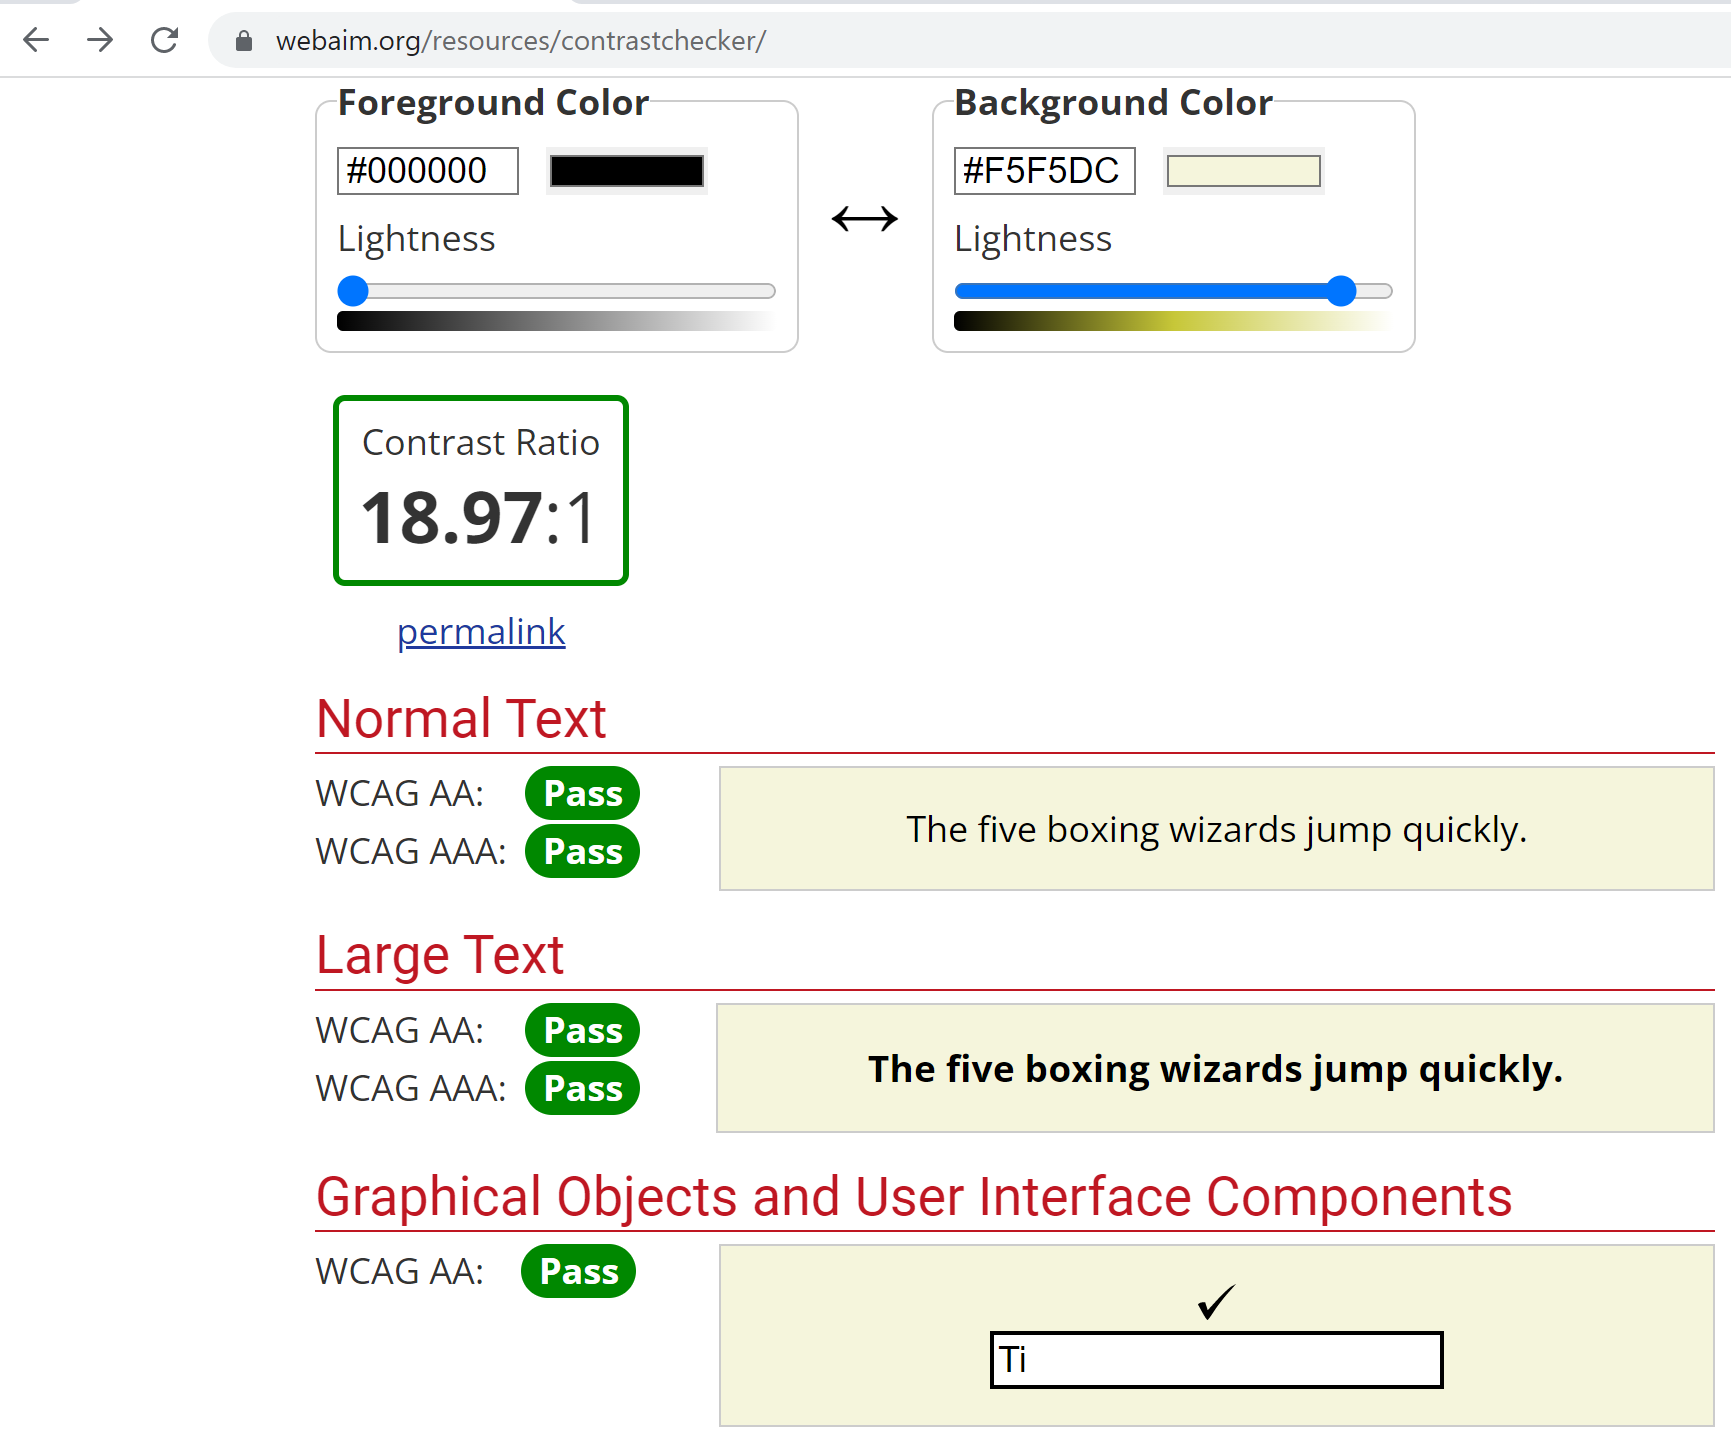 webaim.org/resources/contrastchecker/
Foreground Color
#000000
Lightness
Background Color
#F5F5DC
Lightness
Contrast Ratio
18.97:1
permalink
Normal Text
WCAG AA: Pass
WCAG AAA: Pass
The five boxing wizards jump quickly.
Large Text
WCAG AA: Pass
WCAG AAA: Pass
The five boxing wizards jump quickly.
Graphical Objects and User Interface Components
WCAG AA: Pass
✓
Ti